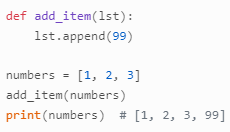 def add_item(lst):
    lst.append(99)

numbers = [1, 2, 3]
add_item(numbers)
print(numbers)  # [1, 2, 3, 99]